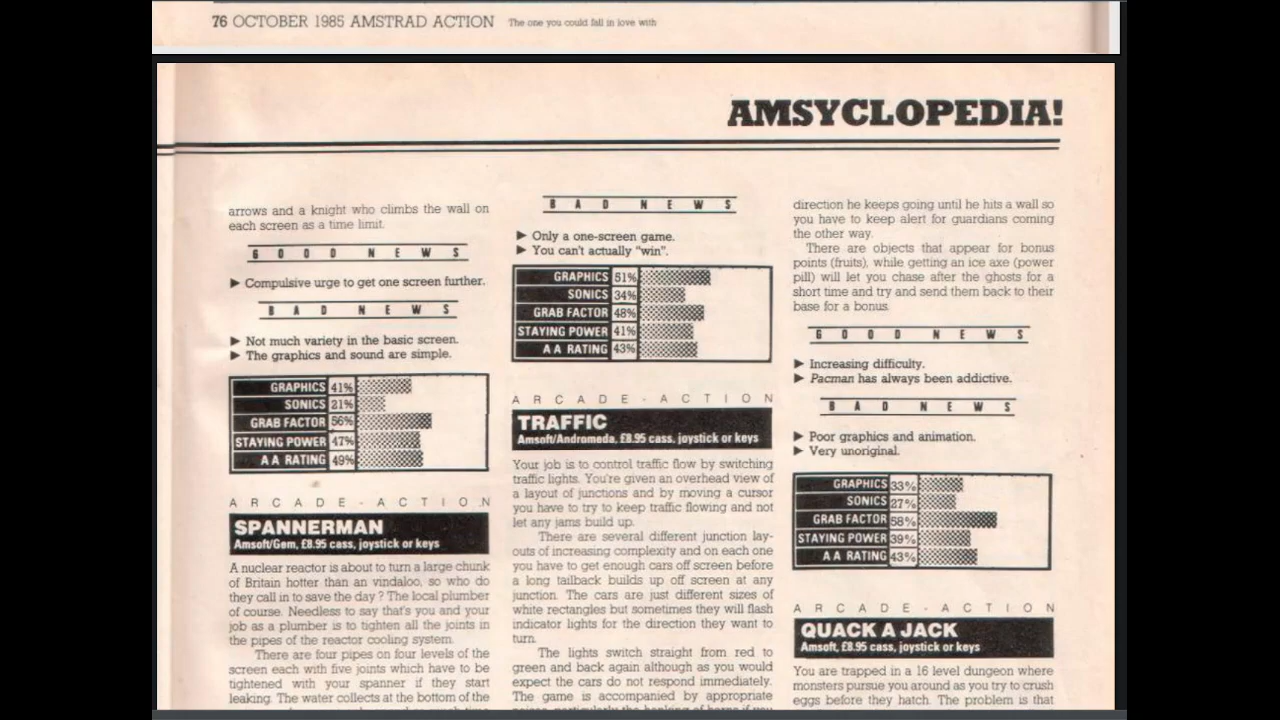 76 OCTOBER 1985 AMSTRAD ACTION The one you could fall in love with
AMSYCLOPEDIA!
arrows and a knight who climbs the wall on
each screen as a time limit.
GOOD NEWS
► Compulsive urge to get one screen further.
BAD NEWS
► Not much variety in the basic screen.
► The graphics and sound are simple.
GRAPHICS 41%
SONICS 21%
GRAB FACTOR 56%
STAYING POWER 47%
AA RATING 49%
ARCADE-ACTION
SPANNERMAN
Amsoft/Gem, £8.95 cass, joystick or keys
A nuclear reactor is about to turn a large chunk
of Britain hotter than an vindaloo, so who do
they call in to save the day? The local plumber
of course. Needless to say that's you and your
job as a plumber is to tighten all the joints in
the pipes of the reactor cooling system.
There are four pipes on four levels of the
screen each with five joints which have to be
tightened with your spanner if they start
leaking. The water collects at the bottom of the
BAD NEWS
► Only a one-screen game.
► You can't actually "win".
GRAPHICS 51%
SONICS 34%
GRAB FACTOR 48%
STAYING POWER 41%
AA RATING 43%
ARCADE-ACTION
TRAFFIC
Amsoft/Andromeda, £8.95 cass, joystick or keys
Your job is to control traffic flow by switching
traffic lights. You're given an overhead view of
a layout of junctions and by moving a cursor
you have to try to keep traffic flowing and not
let any jams build up.
There are several different junction lay-
outs of increasing complexity and on each one
you have to get enough cars off screen before
a long tailback builds up off screen at any
junction. The cars are just different sizes of
white rectangles but sometimes they will flash
indicator lights for the direction they want to
turn.
The lights switch straight from red to
green and back again although as you would
expect the cars do not respond immediately.
The game is accompanied by appropriate
direction he keeps going until he hits a wall so
you have to keep alert for guardians coming
the other way.
There are objects that appear for bonus
points (fruits), while getting an ice axe (power
pill) will let you chase after the ghosts for a
short time and try and send them back to their
base for a bonus.
GOOD NEWS
► Increasing difficulty.
► Pacman has always been addictive.
BAD NEWS
► Poor graphics and animation.
► Very unoriginal.
GRAPHICS 33%
SONICS 27%
GRAB FACTOR 58%
STAYING POWER 39%
AA RATING 43%
ARCADE-ACTION
QUACK A JACK
Amsoft, £8.95 cass, joystick or keys
You are trapped in a 16 level dungeon where
monsters pursue you around as you try to crush
eggs before they hatch. The problem is that